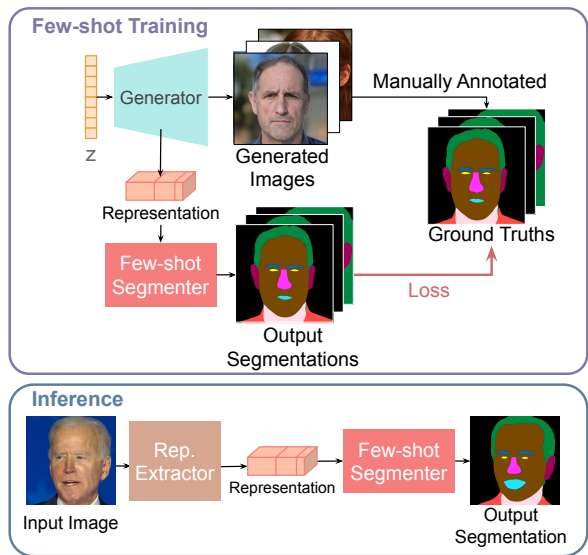 Few-shot Training
Generator
z
Manually Annotated
Generated
Images
Representation
Ground Truths
Few-shot
Segmenter
Loss
Output
Segmentations
Inference
Rep.
Extractor
Few-shot
Segmenter
Representation
Input Image
Output
Segmentation